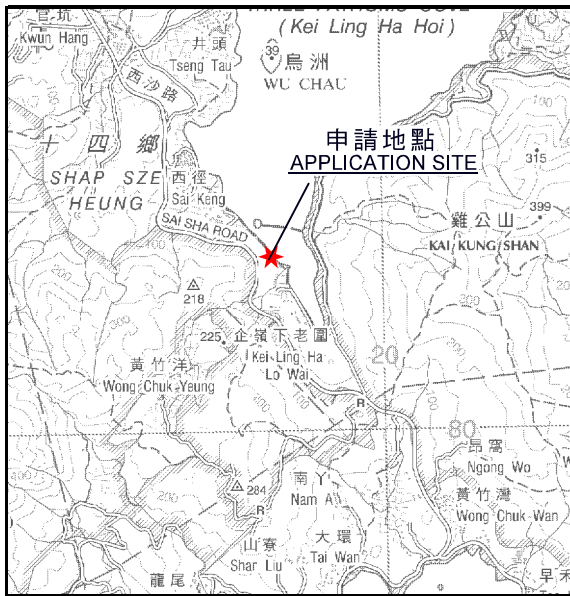 官坑
Kwun Hang
井頭
Tseng Tau
(Kei Ling Ha Hoi)
39
烏洲
WU CHAU
西沙路
100
申請地點
APPLICATION SITE
十四鄉
SHAP SZE
HEUNG
西徑
Sai Keng
SAI SHA ROAD
315
399
雞公山
KAI KUNG SHAN
218
225
企嶺下老圍
Kei Ling Ha
Lo Wai
20
黃竹洋
Wong Chuk Yeung
R
80
昂窩
Ngong Wo
284
南丫
Nam A
黃竹灣
Wong Chuk Wan
R
山寮
Shan Liu
大環
Tai Wan
龍尾
早禾